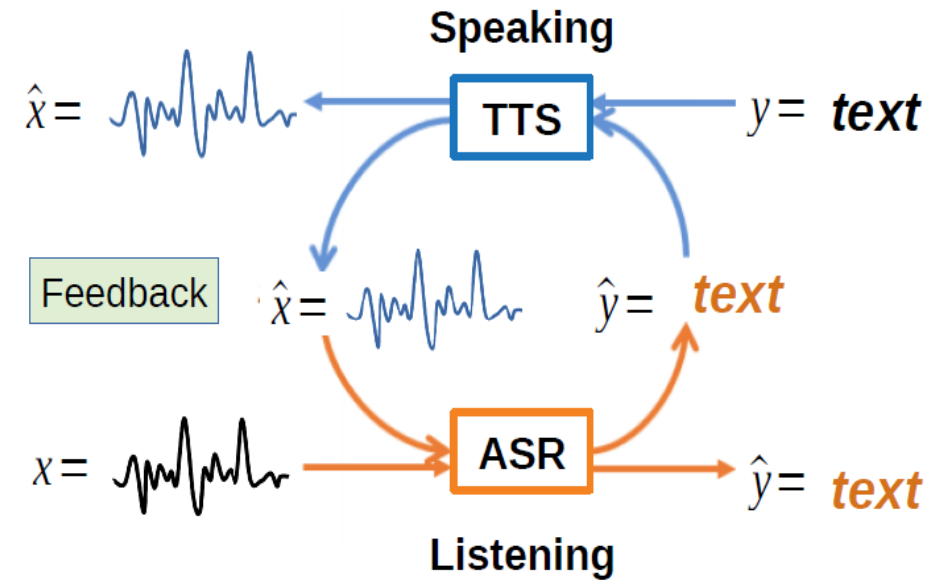 Speaking
x̂ =
TTS
y = text
Feedback
x̂ =
ŷ = text
x =
ASR
ŷ = text
Listening